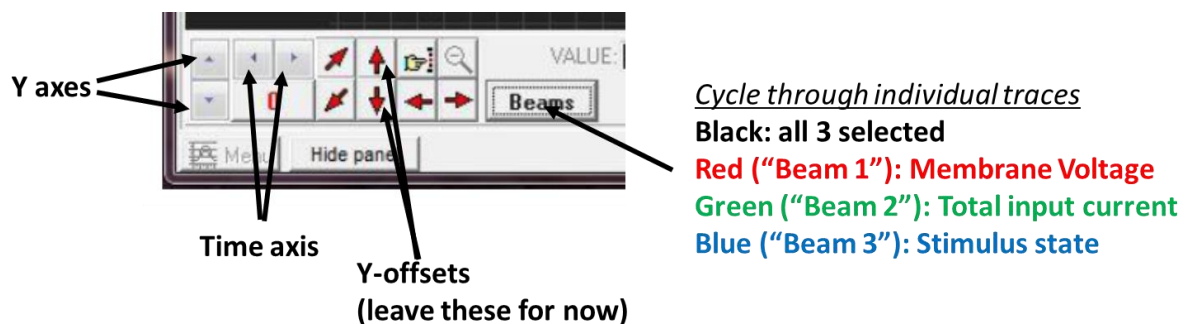 VALUE:
Y axes
0
Beams
Menu
Hide panel
Cycle through individual traces
Black: all 3 selected
Red (“Beam 1”): Membrane Voltage
Green (“Beam 2”): Total input current
Blue (“Beam 3”): Stimulus state
Time axis
Y-offsets
(leave these for now)